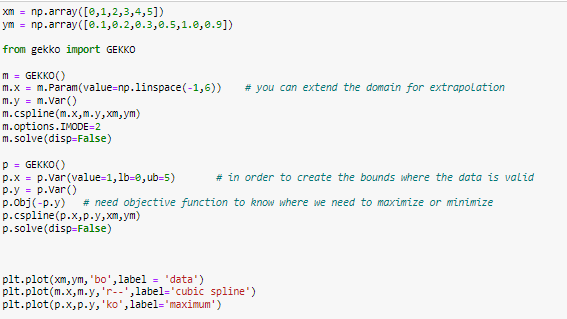 xm = np.array([0,1,2,3,4,5])
ym = np.array([0.1,0.2,0.3,0.5,1.0,0.9])
from gekko import GEKKO
m = GEKKO()
m.x = m.Param(value=np.linspace(-1,6))    # you can extend the domain for extrapolation
m.y = m.Var()
m.cspline(m.x,m.y,xm,ym)
m.options.IMODE=2
m.solve(disp=False)
p = GEKKO()
p.x = p.Var(value=1,lb=0,ub=5)       # in order to create the bounds where the data is valid
p.y = p.Var()
p.Obj(-p.y)  # need objective function to know where we need to maximize or minimize
p.cspline(p.x,p.y,xm,ym)
p.solve(disp=False)
plt.plot(xm,ym,'bo',label = 'data')
plt.plot(m.x,m.y,'r--',label='cubic spline')
plt.plot(p.x,p.y,'ko',label='maximum')